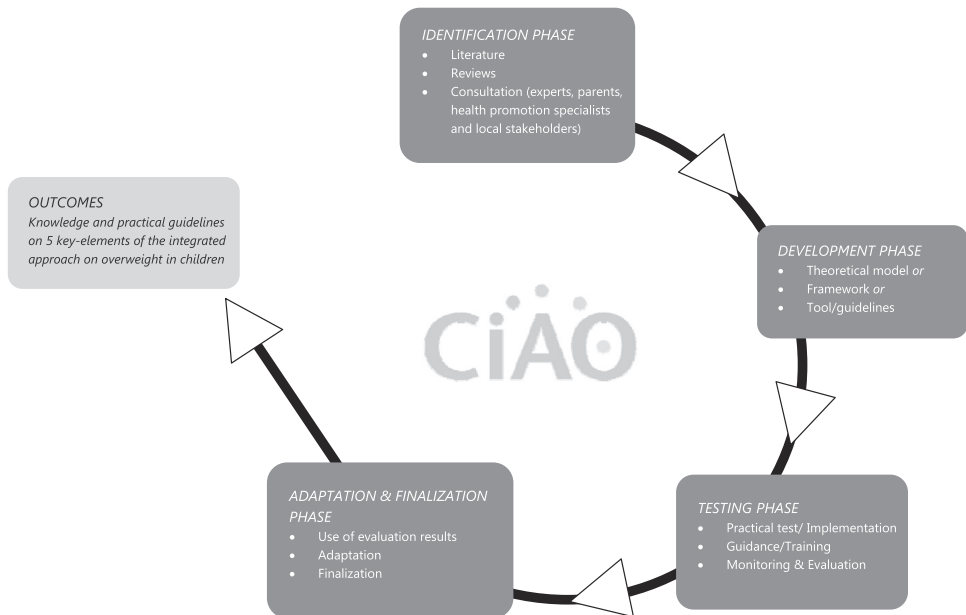 IDENTIFICATION PHASE
• Literature
• Reviews
• Consultation (experts, parents,
health promotion specialists
and local stakeholders)
DEVELOPMENT PHASE
• Theoretical model or
• Framework or
• Tool/guidelines
TESTING PHASE
• Practical test/ Implementation
• Guidance/Training
• Monitoring & Evaluation
ADAPTATION & FINALIZATION
PHASE
• Use of evaluation results
• Adaptation
• Finalization
OUTCOMES
Knowledge and practical guidelines
on 5 key-elements of the integrated
approach on overweight in children
CiAO